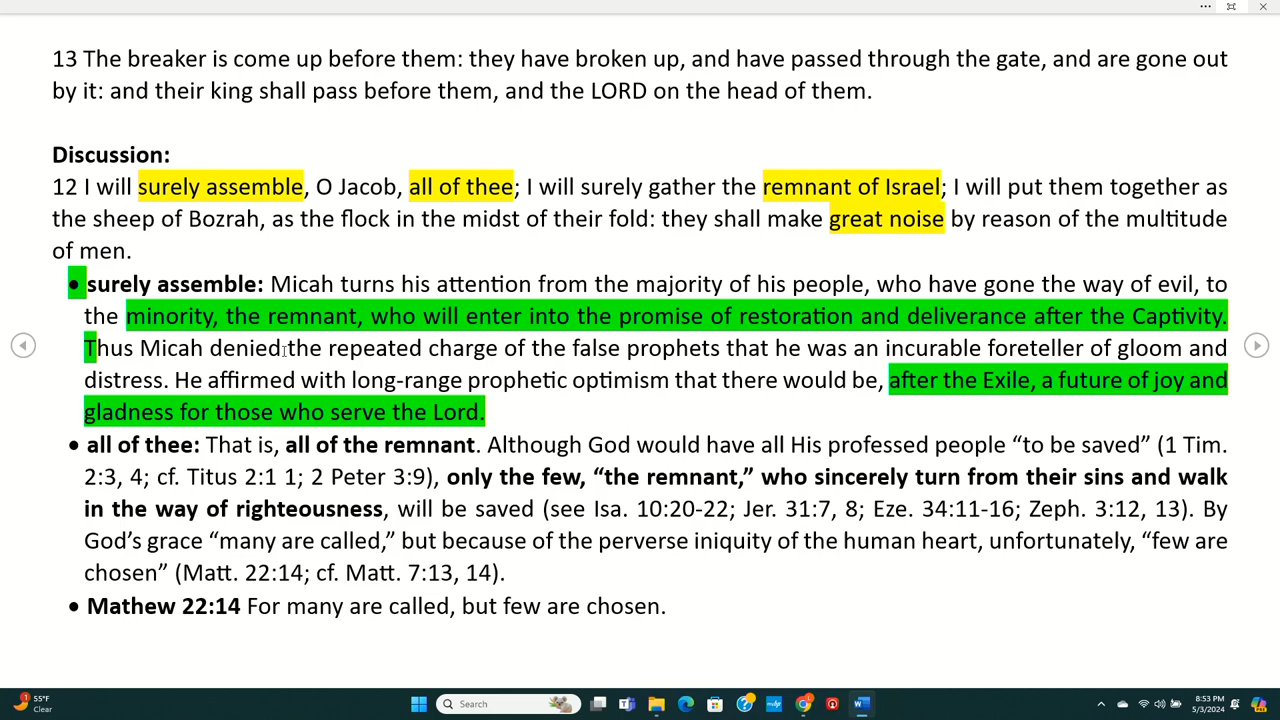 13 The breaker is come up before them: they have broken up, and have passed through the gate, and are gone out
by it: and their king shall pass before them, and the LORD on the head of them.
Discussion:
12 I will surely assemble, O Jacob, all of thee; I will surely gather the remnant of Israel; I will put them together as
the sheep of Bozrah, as the flock in the midst of their fold: they shall make great noise by reason of the multitude
of men.
• surely assemble: Micah turns his attention from the majority of his people, who have gone the way of evil, to
the minority, the remnant, who will enter into the promise of restoration and deliverance after the Captivity.
Thus Micah denied the repeated charge of the false prophets that he was an incurable foreteller of gloom and
distress. He affirmed with long-range prophetic optimism that there would be, after the Exile, a future of joy and
gladness for those who serve the Lord.
• all of thee: That is, all of the remnant. Although God would have all His professed people “to be saved” (1 Tim.
2:3, 4; cf. Titus 2:1 1; 2 Peter 3:9), only the few, “the remnant,” who sincerely turn from their sins and walk
in the way of righteousness, will be saved (see Isa. 10:20-22; Jer. 31:7, 8; Eze. 34:11-16; Zeph. 3:12, 13). By
God’s grace “many are called,” but because of the perverse iniquity of the human heart, unfortunately, “few are
chosen” (Matt. 22:14; cf. Matt. 7:13, 14).
• Mathew 22:14 For many are called, but few are chosen.
1
55°F
Clear
Search
8:53 PM
5/3/2024